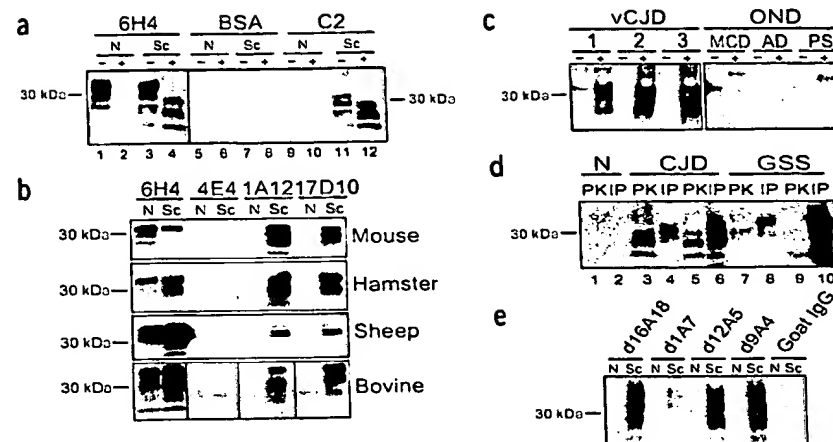 a
6H4 BSA C2
N Sc N Sc N Sc
- + - + - + - + - + - +
30 kDa 30 kDa
1 2 3 4 5 6 7 8 9 10 11 12
b
6H4 4E4 1A12 17D10
N Sc N Sc N Sc N Sc
30 kDa Mouse
30 kDa Hamster
30 kDa Sheep
30 kDa Bovine
c
vCJD OND
1 2 3 MCD AD PS
- + - + - + - + - + - +
30 kDa
d
N CJD GSS
PK IP PK IP PK IP PK IP PK IP
30 kDa
1 2 3 4 5 6 7 8 9 10
e
d16A18 d1A7 d12A5 d9A4 Goat IgG
N Sc N Sc N Sc N Sc N Sc
30 kDa